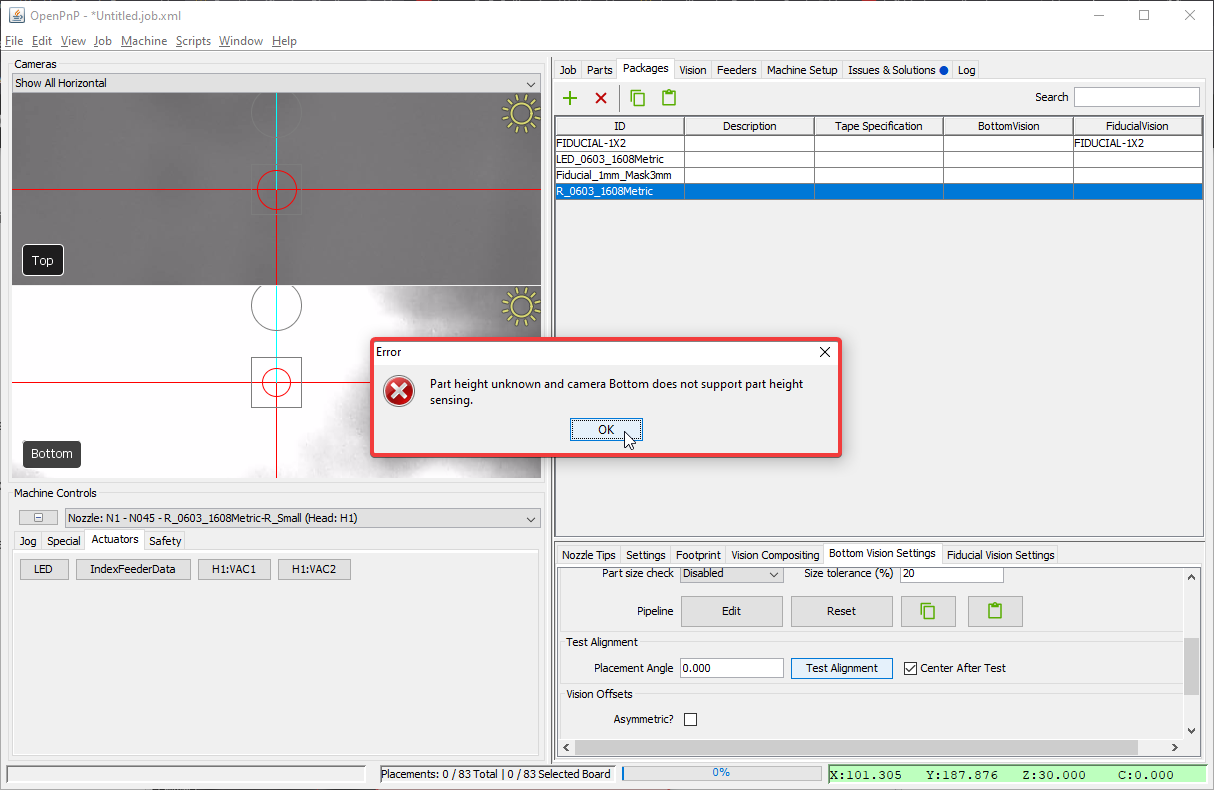 OpenPnP - *Untitled.job.xml
File Edit View Job Machine Scripts Window Help
Cameras
Show All Horizontal
Top
Bottom
Machine Controls
Nozzle: N1 - N045 - R_0603_1608Metric-R_Small (Head: H1)
Jog Special Actuators Safety
LED IndexFeederData H1:VAC1 H1:VAC2
Job Parts Packages Vision Feeders Machine Setup Issues & Solutions Log
Search
ID Description Tape Specification BottomVision FiducialVision
FIDUCIAL-1X2 FIDUCIAL-1X2
LED_0603_1608Metric
Fiducial_1mm_Mask3mm
R_0603_1608Metric
Error
Part height unknown and camera Bottom does not support part height
sensing.
OK
Nozzle Tips Settings Footprint Vision Compositing Bottom Vision Settings Fiducial Vision Settings
Part size check Disabled Size tolerance (%) 20
Pipeline Edit Reset
Test Alignment
Placement Angle 0.000 Test Alignment Center After Test
Vision Offsets
Asymmetric?
Placements: 0 / 83 Total | 0 / 83 Selected Board 0% X:101.305 Y:187.876 Z:30.000 C:0.000